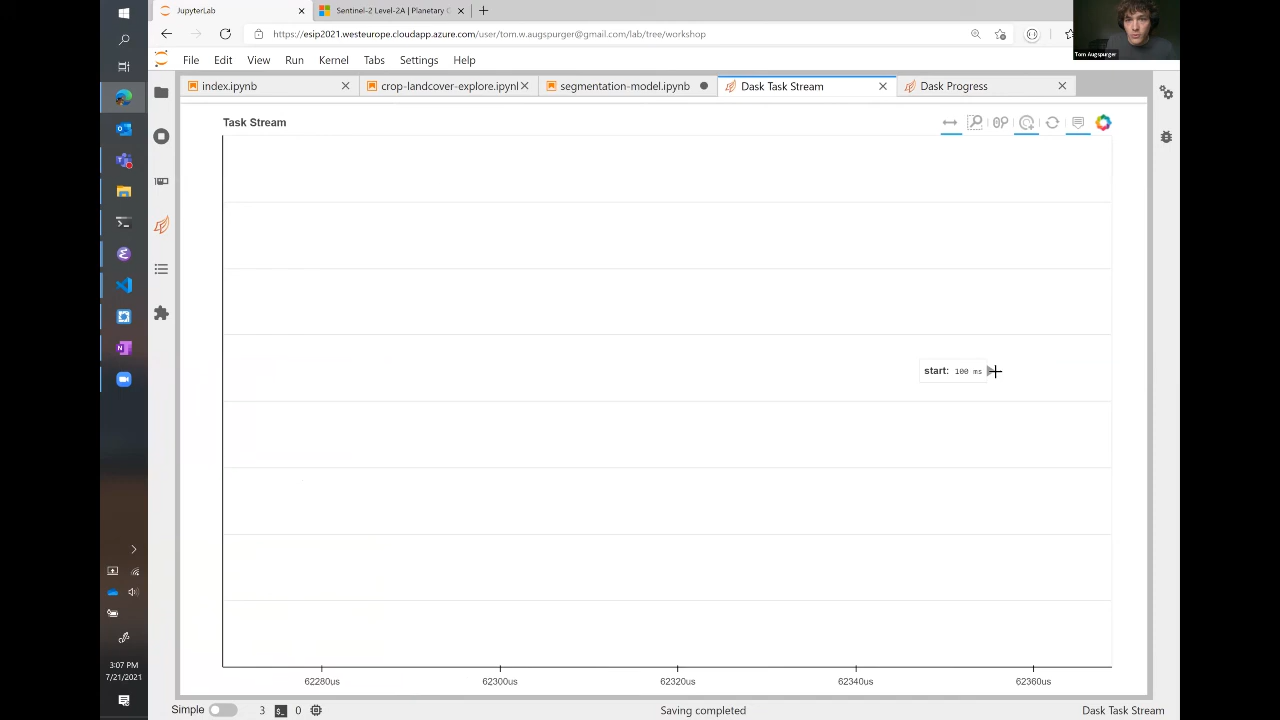 JupyterLab
Sentinel-2 Level-2A | Planetary C
https://esip2021.westeurope.cloudapp.azure.com/user/tom.w.augspurger@gmail.com/lab/tree/workshop
Tom Augspurger
File Edit View Run Kernel Tabs Settings Help
index.ipynb
crop-landcover-explore.ipynl
segmentation-model.ipynb
Dask Task Stream
Dask Progress
Task Stream
start: 100 ms
62280us 62300us 62320us 62340us 62360us
3:07 PM
7/21/2021
Simple 3 $_ 0 Saving completed Dask Task Stream